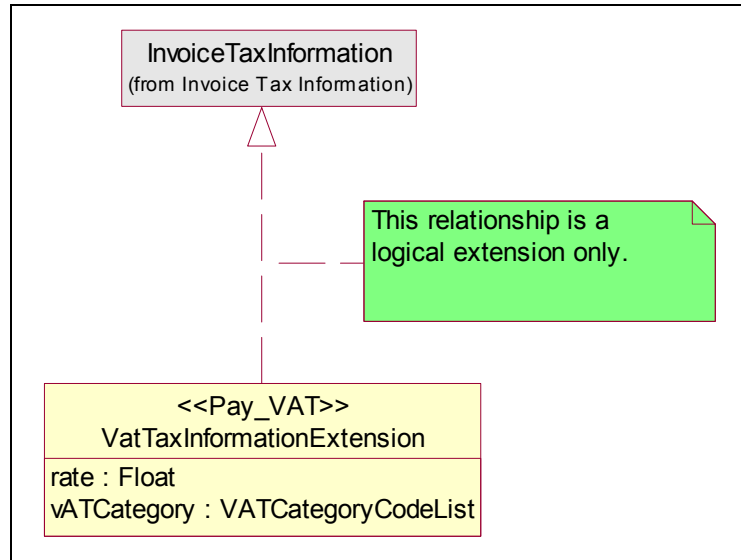 InvoiceTaxInformation
(from Invoice Tax Information)
This relationship is a
logical extension only.
<<Pay_VAT>>
VatTaxInformationExtension
rate : Float
vATCategory : VATCategoryCodeList